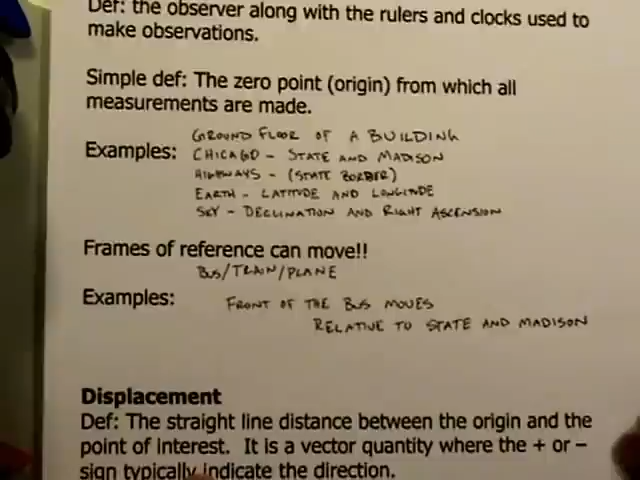 Def: the observer along with the rulers and clocks used to
make observations.
Simple def: The zero point (origin) from which all
measurements are made.
GROUND FLOOR OF A BUILDING
Examples: CHICAGO - STATE AND MADISON
HIGHWAYS - (STATE BORDER)
EARTH - LATITUDE AND LONGITUDE
SKY - DECLINATION AND RIGHT ASCENSION
Frames of reference can move!!
BUS/TRAIN/PLANE
Examples: FRONT OF THE BUS MOVES
RELATIVE TO STATE AND MADISON
Displacement
Def: The straight line distance between the origin and the
point of interest. It is a vector quantity where the + or –
sign typically indicate the direction.